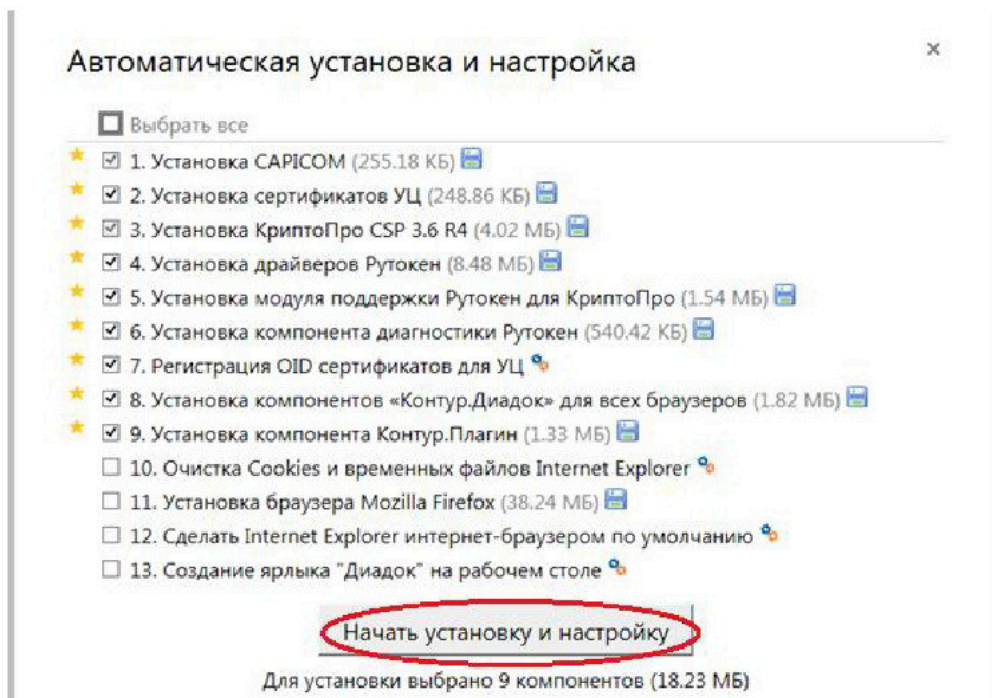 Автоматическая установка и настройка
Выбрать все
1. Установка CAPICOM (255.18 КБ)
2. Установка сертификатов УЦ (248.86 КБ)
3. Установка КриптоПро CSP 3.6 R4 (4.02 МБ)
4. Установка драйверов Рутокен (8.48 МБ)
5. Установка модуля поддержки Рутокен для КриптоПро (1.54 МБ)
6. Установка компонента диагностики Рутокен (540.42 КБ)
7. Регистрация OID сертификатов для УЦ
8. Установка компонентов «Контур.Диадок» для всех браузеров (1.82 МБ)
9. Установка компонента Контур.Плагин (1.33 МБ)
10. Очистка Cookies и временных файлов Internet Explorer
11. Установка браузера Mozilla Firefox (38.24 МБ)
12. Сделать Internet Explorer интернет-браузером по умолчанию
13. Создание ярлыка "Диадок" на рабочем столе
Начать установку и настройку
Для установки выбрано 9 компонентов (18.23 МБ)